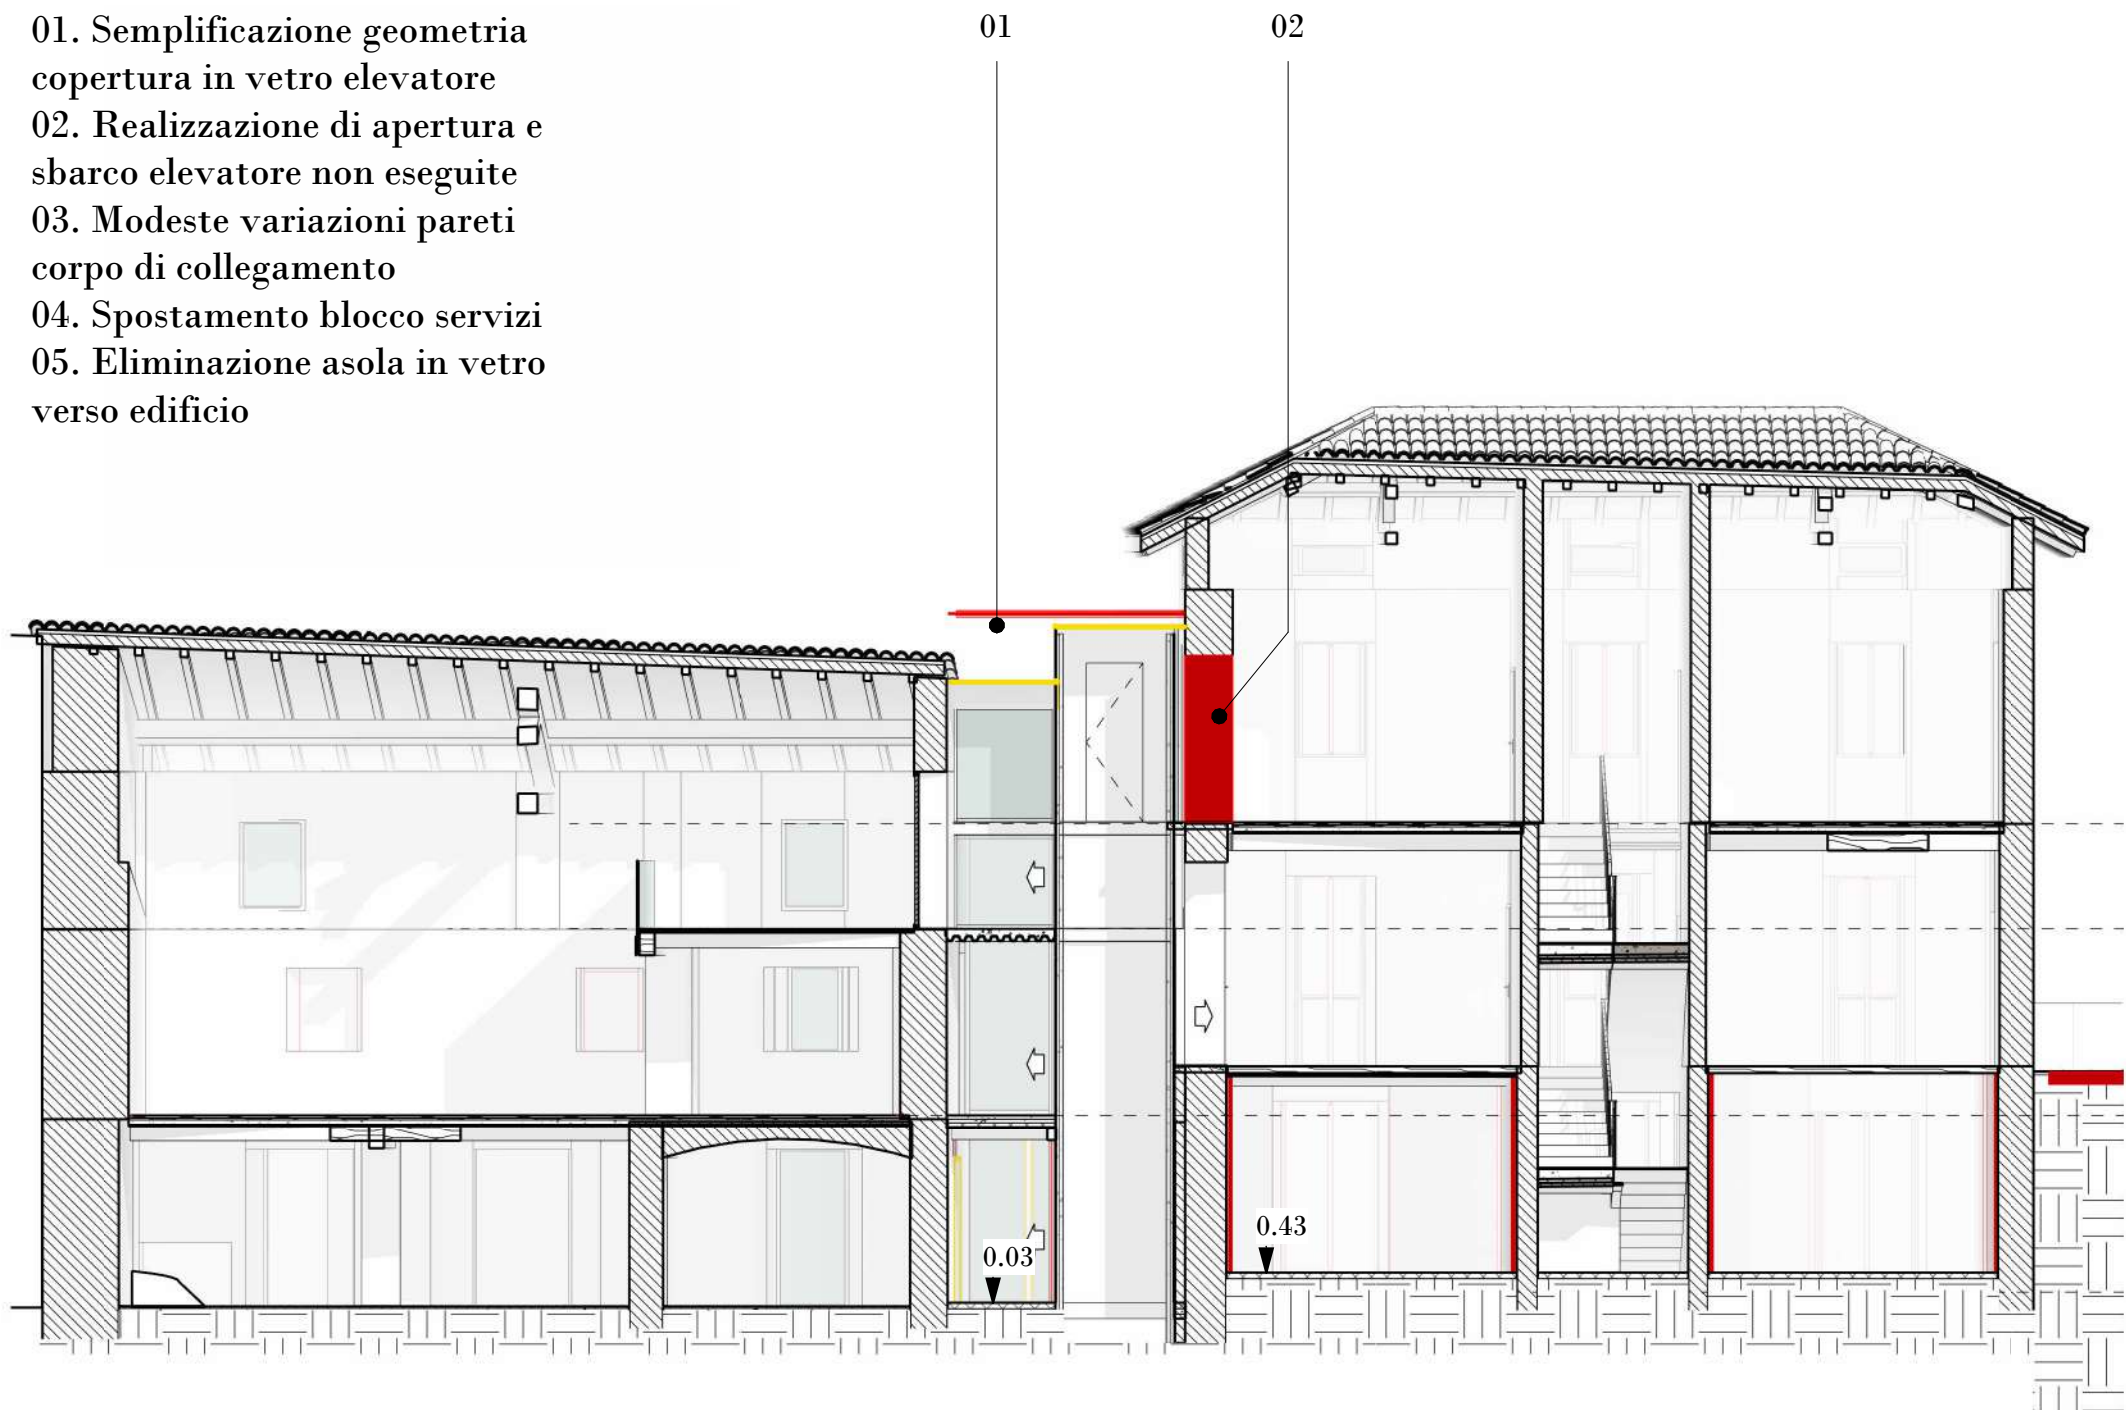 01. Semplificazione geometria
copertura in vetro elevatore
02. Realizzazione di apertura e
sbarco elevatore non eseguite
03. Modeste variazioni pareti
corpo di collegamento
04. Spostamento blocco servizi
05. Eliminazione asola in vetro
verso edificio
01
02
0.43
0.03